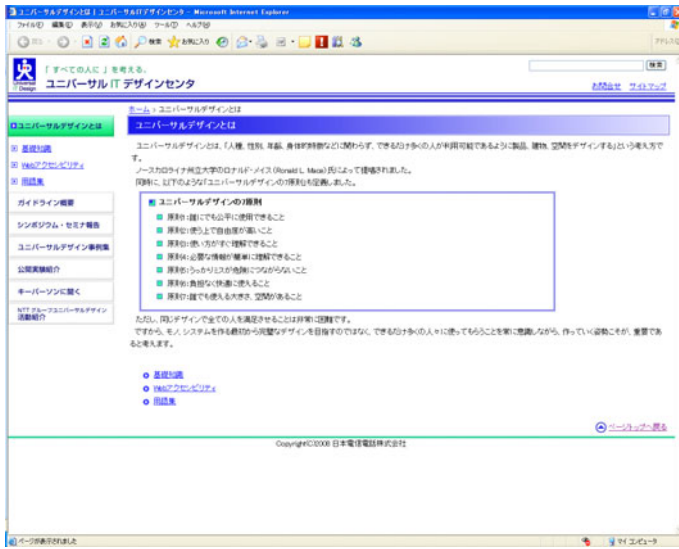 ユニバーサルデザインとは | ユニバーサルITデザインセンタ - Microsoft Internet Explorer
ファイル(F) 編集(E) 表示(V) お気に入り(A) ツール(T) ヘルプ(H)
検索 お気に入り
「すべての人に」を考える。
ユニバーサル IT デザインセンタ
検索
お問合せ サイトマップ
ホーム > ユニバーサルデザインとは
ユニバーサルデザインとは
基礎知識
Webアクセシビリティ
用語集
ガイドライン概要
シンポジウム・セミナ報告
ユニバーサルデザイン事例集
公開実験紹介
キーパーソンに聞く
NTT グループユニバーサルデザイン
活動紹介
ユニバーサルデザインとは
ユニバーサルデザインとは、「人種、性別、年齢、身体的特徴などに関わらず、できるだけ多くの人が利用可能であるように製品、建物、空間をデザインする」という考え方で
す。
ノースカロライナ州立大学のロナルド・メイス(Ronald L. Mace)氏によって提唱されました。
同時に、以下のような「ユニバーサルデザインの7原則」も定義しました。
ユニバーサルデザインの7原則
原則1:誰にでも公平に使用できること
原則2:使う上で自由度が高いこと
原則3:使い方がすぐ理解できること
原則4:必要な情報が簡単に理解できること
原則5:うっかりミスが危険につながらないこと
原則6:負担なく快適に使えること
原則7:誰でも使える大きさ、空間があること
ただし、同じデザインで全ての人を満足させることは非常に困難です。
ですから、モノ、システムを作る最初から完璧なデザインを目指すのではなく、できるだけ多くの人々に使ってもらうことを常に意識しながら、作っていく姿勢こそが、重要であ
ると考えます。
基礎知識
Webアクセシビリティ
用語集
ページトップへ戻る
Copyright(C)2006 日本電信電話株式会社
ページが表示されました
マイ コンピュータ